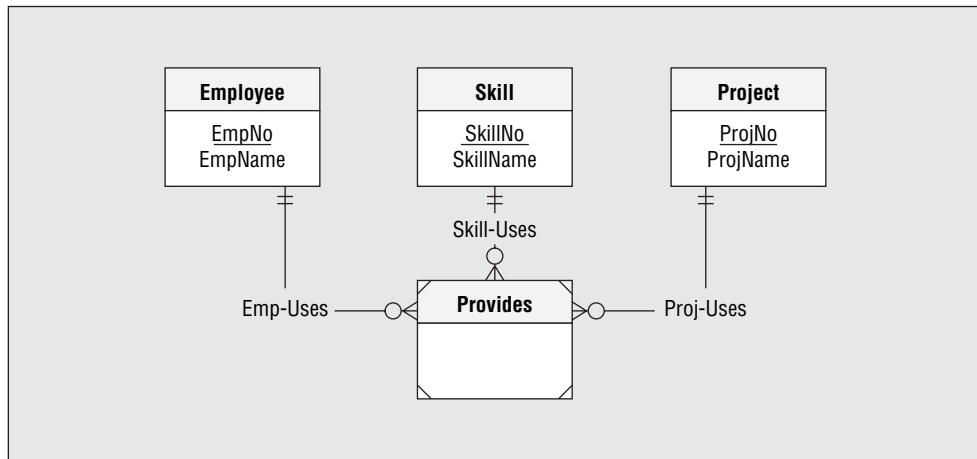 Employee
EmpNo
EmpName
Skill
SkillNo
SkillName
Project
ProjNo
ProjName
Skill-Uses
Emp-Uses
Provides
Proj-Uses